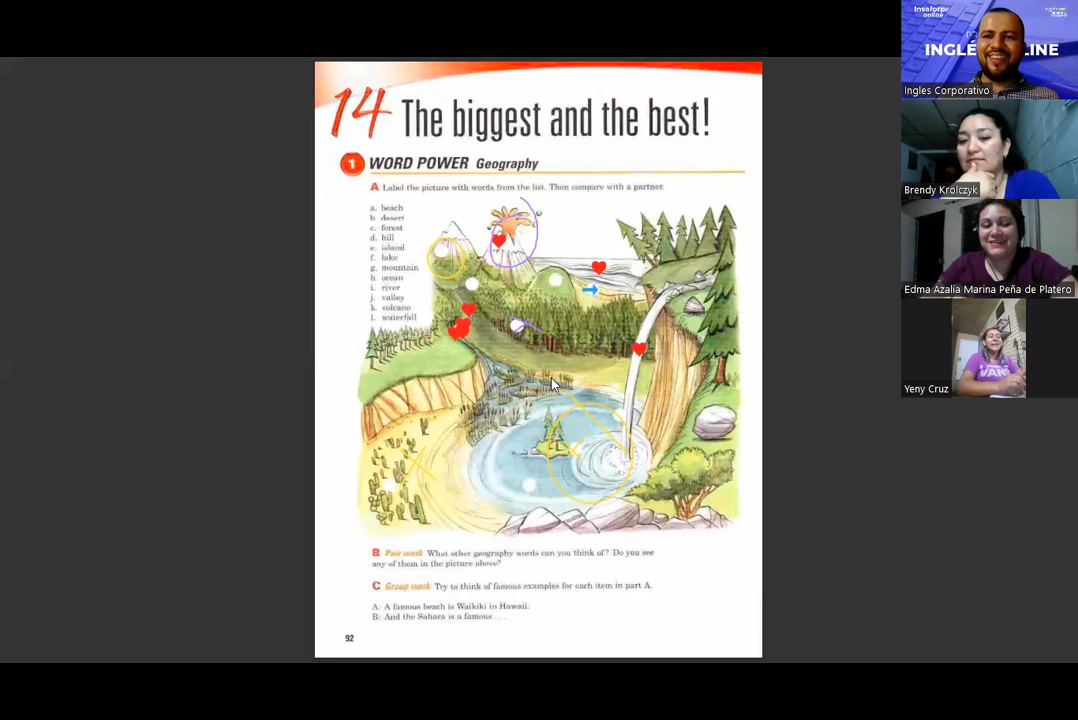 14 The biggest and the best!
1 WORD POWER Geography
A Label the picture with words from the list. Then compare with a partner.
a. beach
b. desert
c. forest
d. hill
e. island
f. lake
g. mountain
h. ocean
i. river
j. valley
k. volcano
l. waterfall
B Pair work What other geography words can you think of? Do you see
any of them in the picture above?
C Group work Try to think of famous examples for each item in part A.
A: A famous beach is Waikiki in Hawaii.
B: And the Sahara is a famous . . .
92
Insaforp
online
INGLÉ LINE
Ingles Corporativo
Brendy Krolczyk
Edma Azalia Marina Peña de Platero
Yeny Cruz